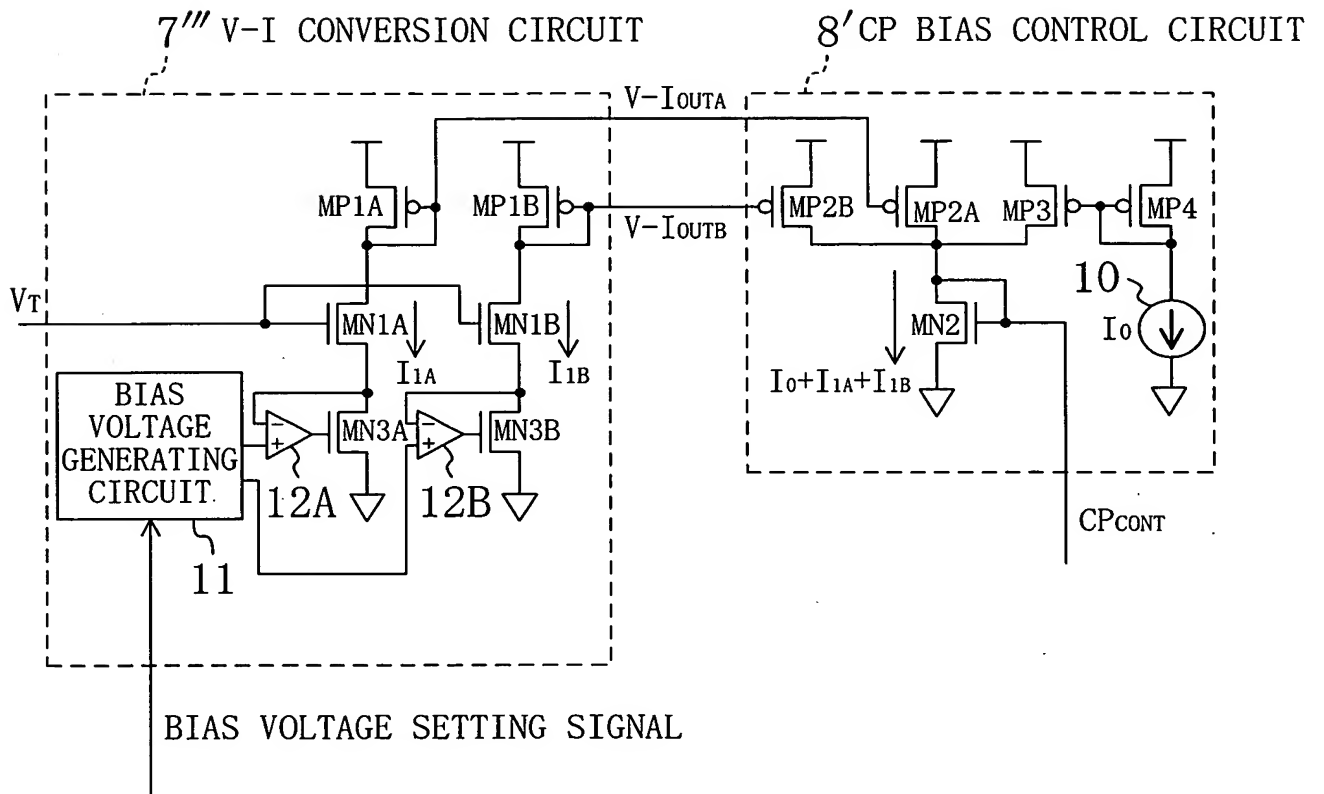 7''' V-I CONVERSION CIRCUIT
8' CP BIAS CONTROL CIRCUIT
V-IOUTA
MP1A
MP1B
MP2B
MP2A
MP3
MP4
V-IOUTB
VT
MN1A
MN1B
I1A
I1B
MN2
10
I0
I0+I1A+I1B
BIAS
VOLTAGE
GENERATING
CIRCUIT
-
+
MN3A
-
+
MN3B
12A
12B
11
CPCONT
BIAS VOLTAGE SETTING SIGNAL